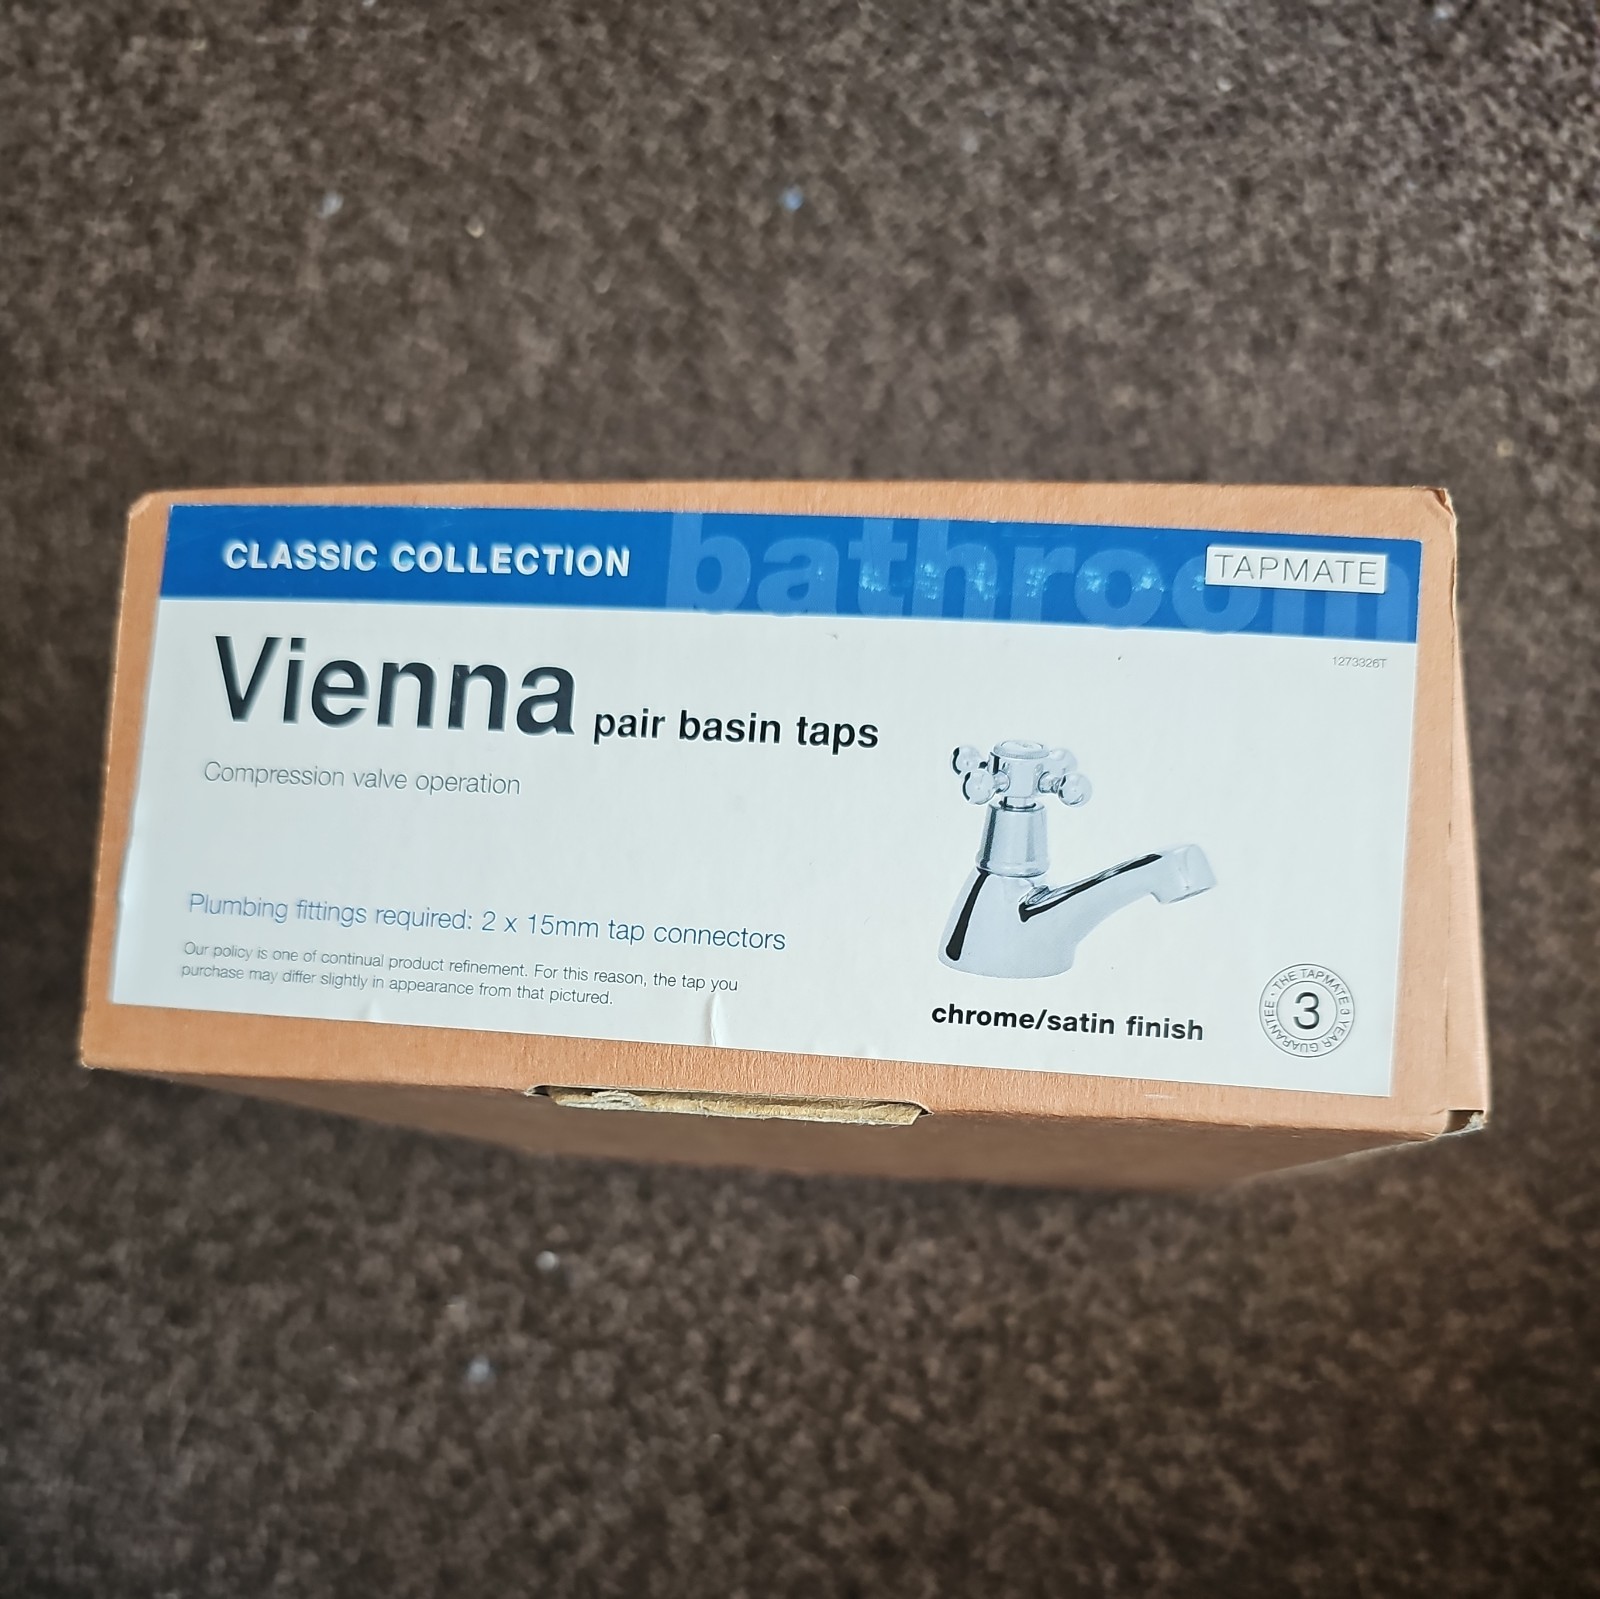 CLASSIC COLLECTION
bathroom
TAPMATE
1273326T
Vienna pair basin taps
Compression valve operation
Plumbing fittings required: 2 x 15mm tap connectors
Our policy is one of continual product refinement. For this reason, the tap you
purchase may differ slightly in appearance from that pictured.
chrome/satin finish
THE TAPMATE 3 YEAR GUARANTEE •
3